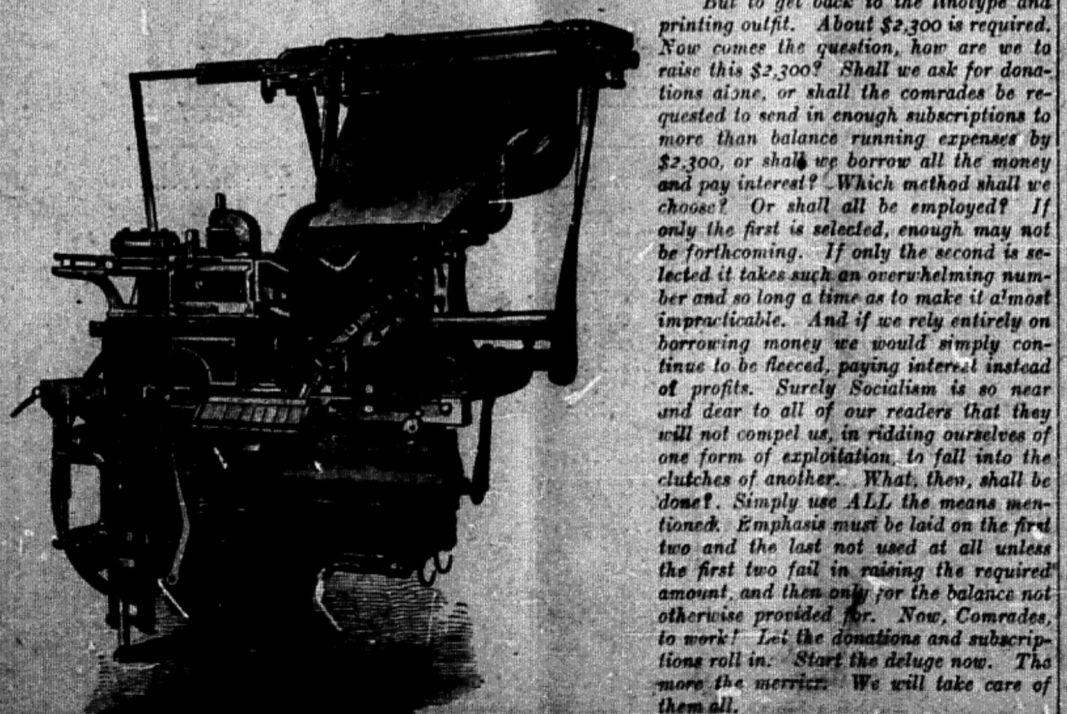 But to get back to the linotype and
printing outfit. About $2,300 is required.
Now comes the question, how are we to
raise this $2,300? Shall we ask for dona-
tions alone, or shall the comrades be re-
quested to send in enough subscriptions to
more than balance running expenses by
$2,300, or shall we borrow all the money
and pay interest? Which method shall we
choose? Or shall all be employed? If
only the first is selected, enough may not
be forthcoming. If only the second is se-
lected it takes such an overwhelming num-
ber and so long a time as to make it almost
impracticable. And if we rely entirely on
borrowing money we would simply con-
tinue to be fleeced, paying interest instead
of profits. Surely Socialism is so near
and dear to all of our readers that they
will not compel us, in ridding ourselves of
one form of exploitation, to fall into the
clutches of another. What, then, shall be
done? Simply use ALL the means men-
tioned. Emphasis must be laid on the first
two and the last not used at all unless
the first two fail in raising the required
amount, and then only for the balance not
otherwise provided for. Now, Comrades,
to work! Let the donations and subscrip-
tions roll in. Start the deluge now. The
more the merrier. We will take care of
them all.